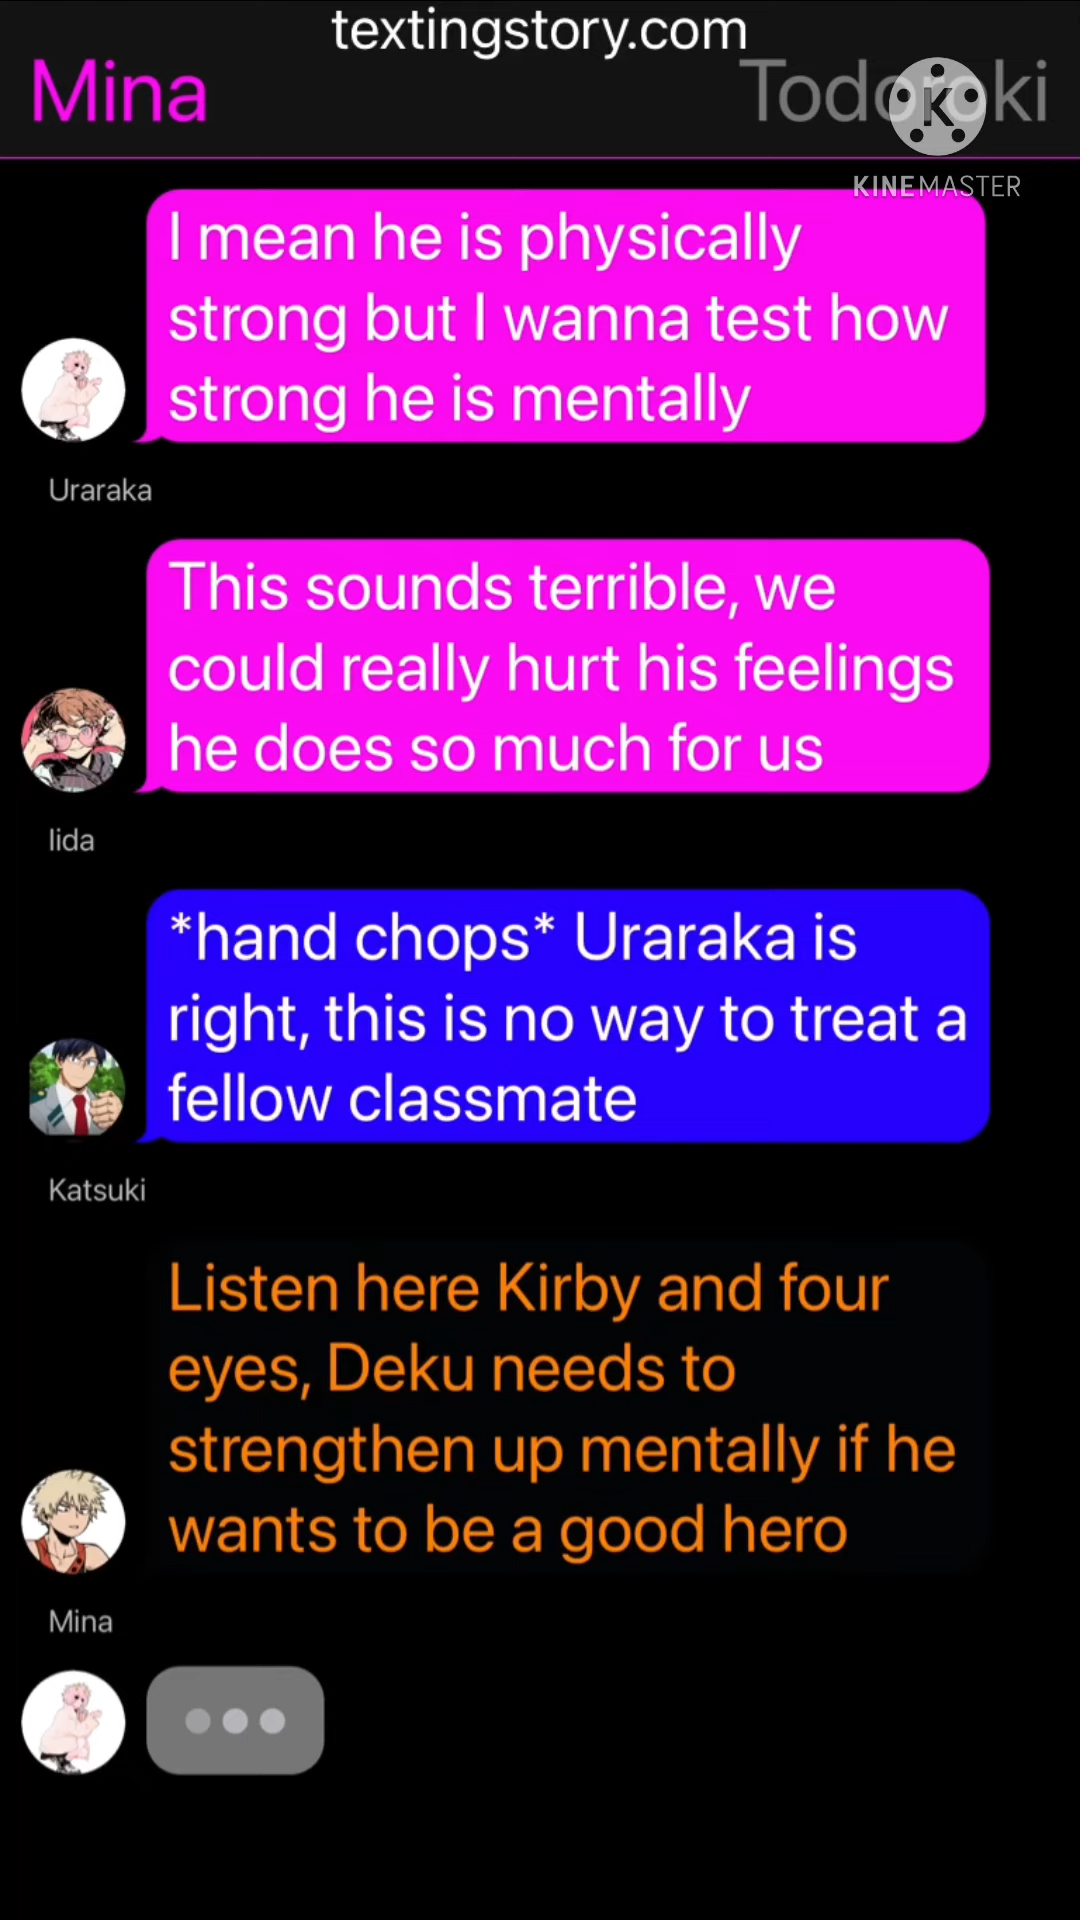 textingstory.com
Mina
Todoroki
K
KINEMASTER
I mean he is physically
strong but I wanna test how
strong he is mentally
Uraraka
This sounds terrible, we
could really hurt his feelings
he does so much for us
Iida
*hand chops* Uraraka is
right, this is no way to treat a
fellow classmate
Katsuki
Listen here Kirby and four
eyes, Deku needs to
strengthen up mentally if he
wants to be a good hero
Mina